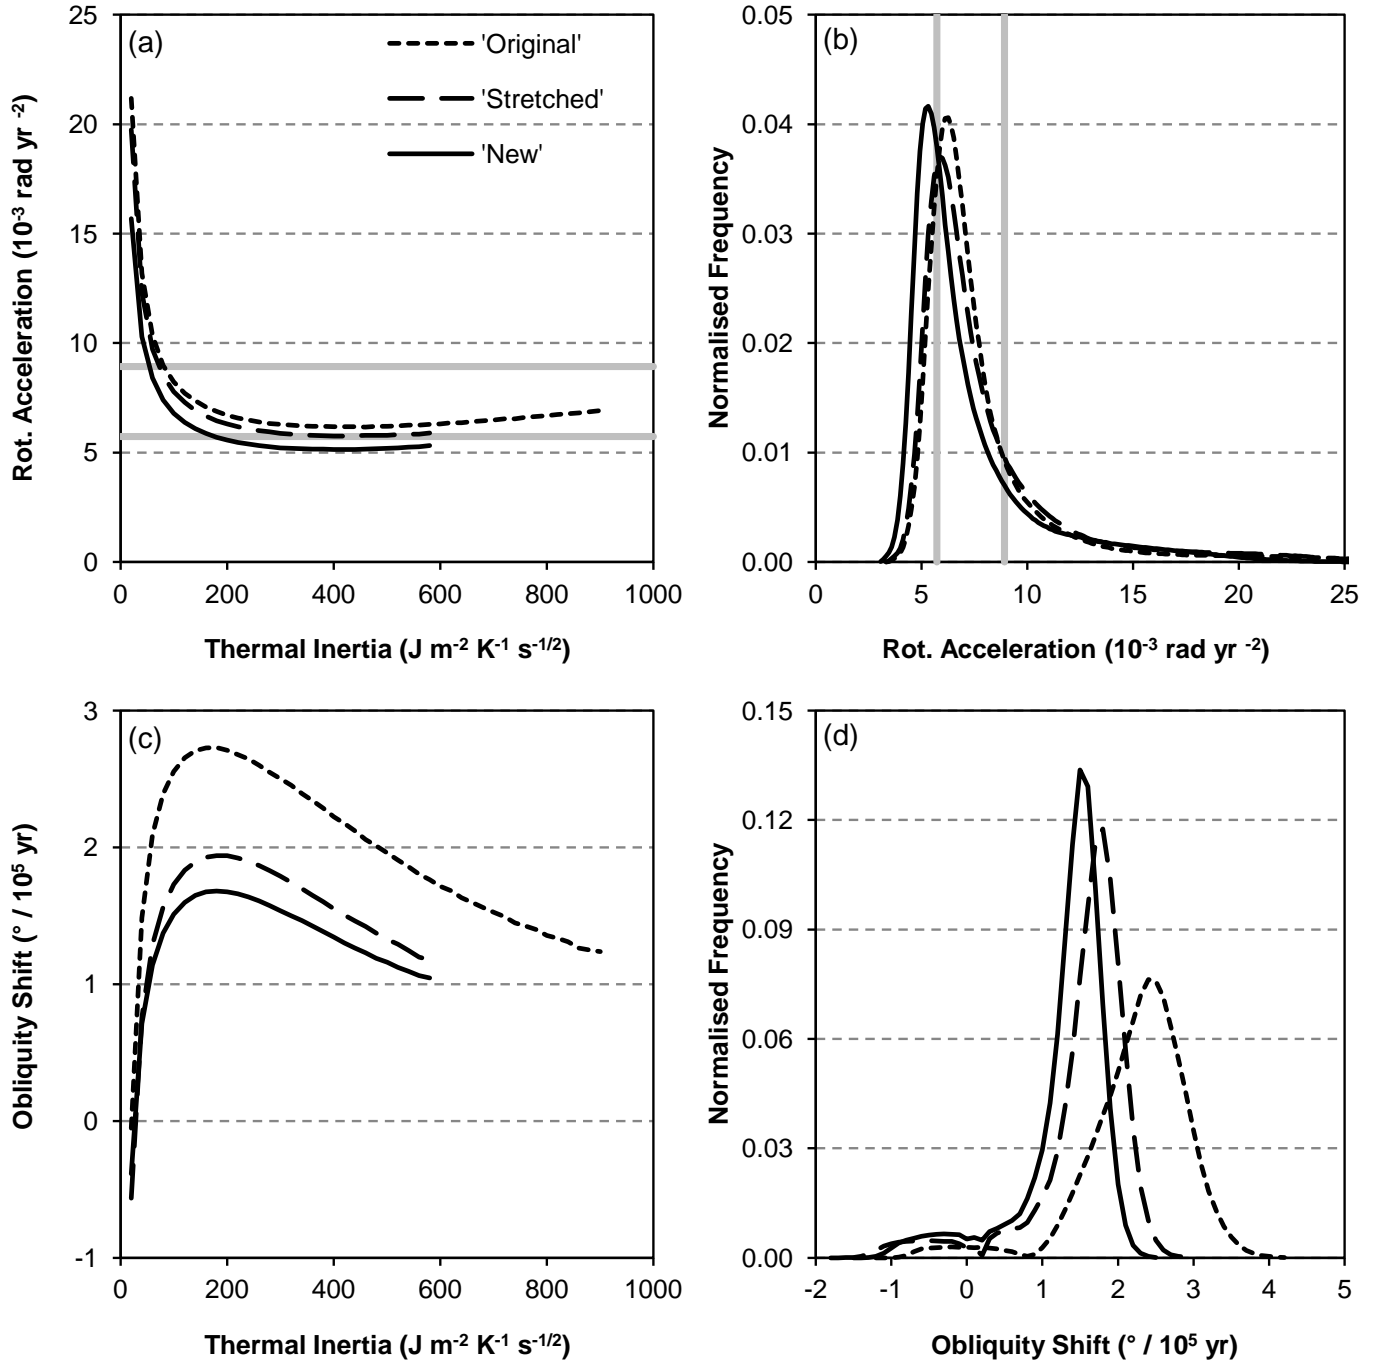 (a)
'Original'
'Stretched'
'New'
25
20
15
10
5
0
0 200 400 600 800 1000
Rot. Acceleration (10⁻³ rad yr ⁻²)
Thermal Inertia (J m⁻² K⁻¹ s⁻¹ᐟ²)
(b)
0.05
0.04
0.03
0.02
0.01
0.00
0 5 10 15 20 25
Normalised Frequency
Rot. Acceleration (10⁻³ rad yr ⁻²)
(c)
3
2
1
0
-1
0 200 400 600 800 1000
Obliquity Shift (° / 10⁵ yr)
Thermal Inertia (J m⁻² K⁻¹ s⁻¹ᐟ²)
(d)
0.15
0.12
0.09
0.06
0.03
0.00
-2 -1 0 1 2 3 4 5
Normalised Frequency
Obliquity Shift (° / 10⁵ yr)